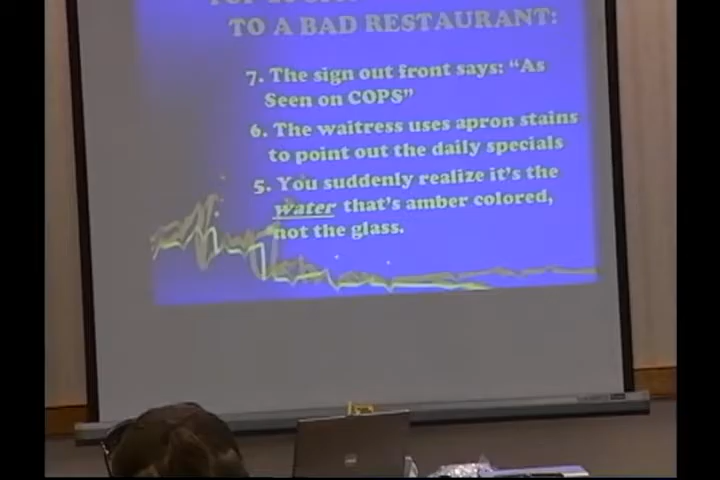 TO A BAD RESTAURANT:
7. The sign out front says: "As
Seen on COPS"
6. The waitress uses apron stains
to point out the daily specials
5. You suddenly realize it's the
water that's amber colored,
not the glass.